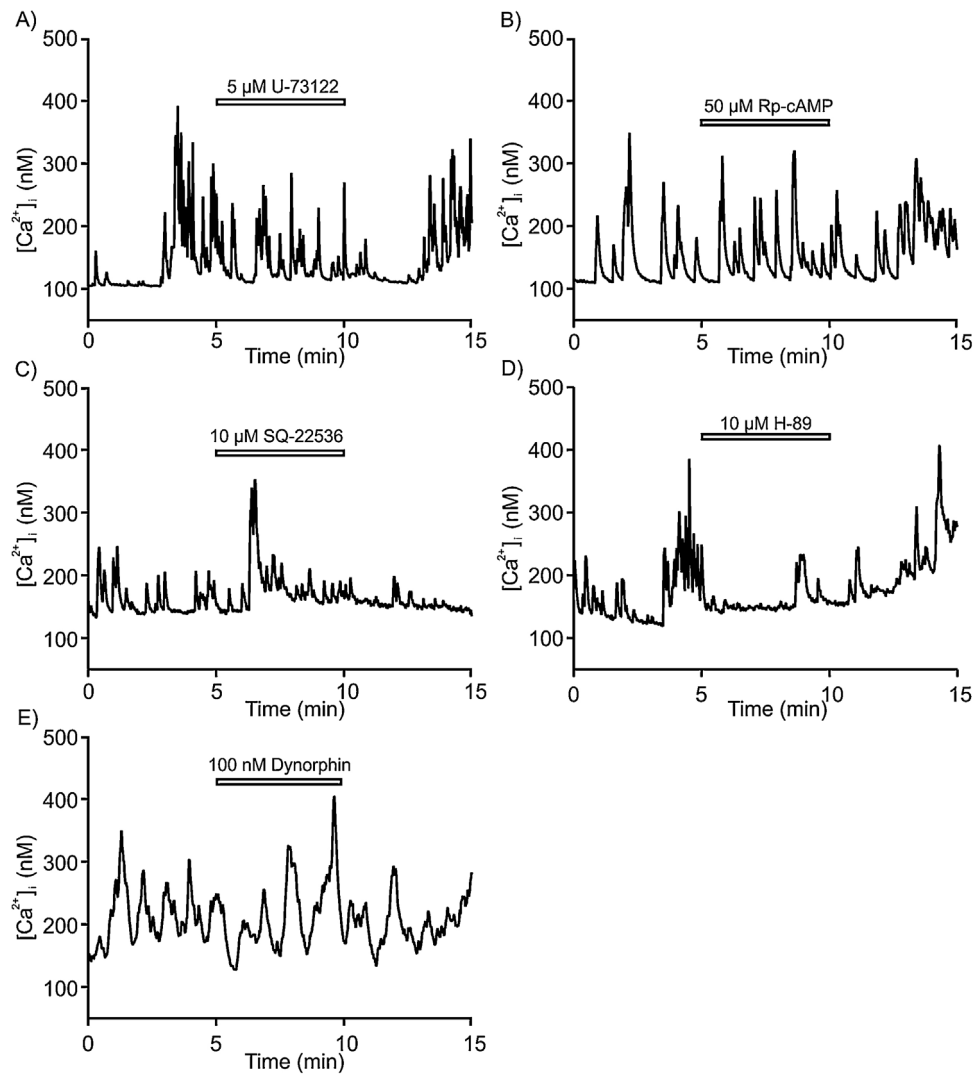 A)
500
400
300
200
100
[Ca²⁺]ᵢ (nM)
5 µM U-73122
0 5 10 15
Time (min)
B)
500
400
300
200
100
[Ca²⁺]ᵢ (nM)
50 µM Rp-cAMP
0 5 10 15
Time (min)
C)
500
400
300
200
100
[Ca²⁺]ᵢ (nM)
10 µM SQ-22536
0 5 10 15
Time (min)
D)
500
400
300
200
100
[Ca²⁺]ᵢ (nM)
10 µM H-89
0 5 10 15
Time (min)
E)
500
400
300
200
100
[Ca²⁺]ᵢ (nM)
100 nM Dynorphin
0 5 10 15
Time (min)